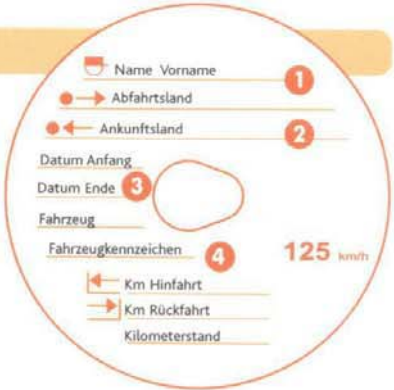 Name Vorname 1
Abfahrtsland
Ankunftsland 2
Datum Anfang
Datum Ende 3
Fahrzeug
Fahrzeugkennzeichen 4
125 km/h
Km Hinfahrt
Km Rückfahrt
Kilometerstand